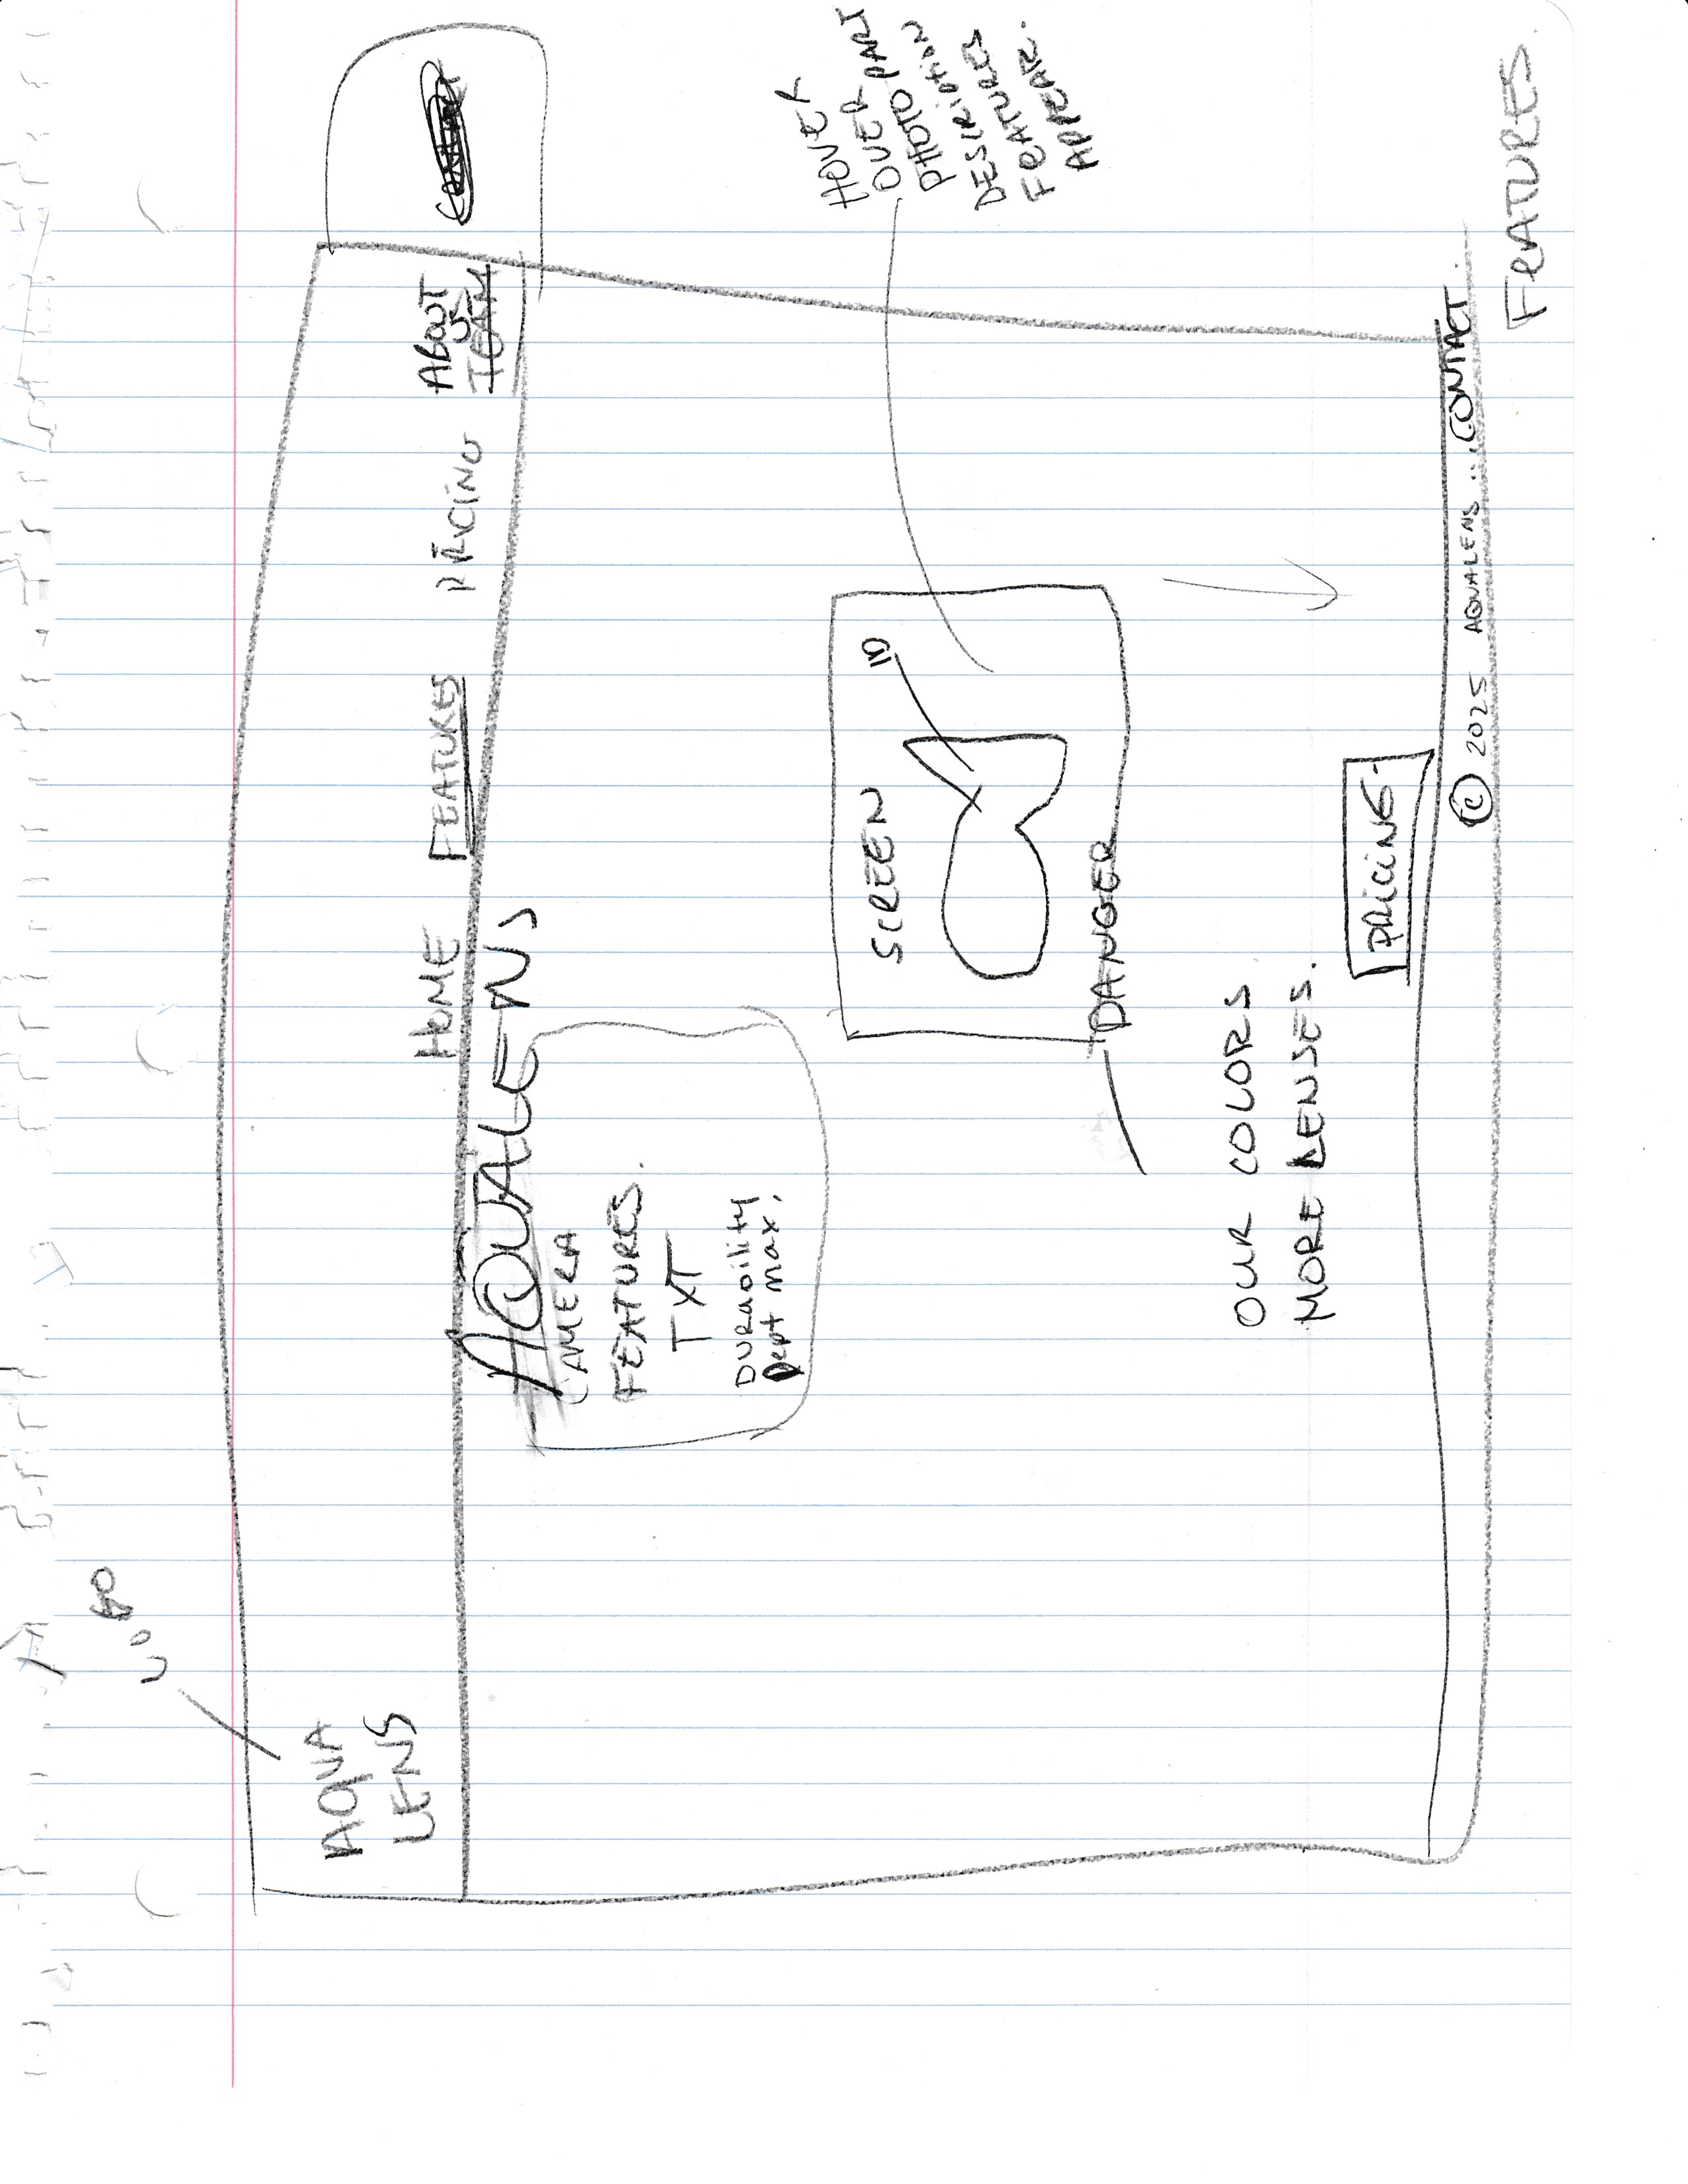 LOGO
AQUA
LENS
HOME FEATURES PRICING ABOUT
US
TEAM
AQUALENS
CAMERA
FEATURES.
TXT
DURability
Dept max.
SCREEN
ID
DANGER
HOVER
OVER
PHOTO PART
DESCRiption
FeATURES
APPEAR.
OUR COLORS
MORE LENSES.
PRiCiNG
© 2025 AQUALENS ... CONTACT.
FeATURES.